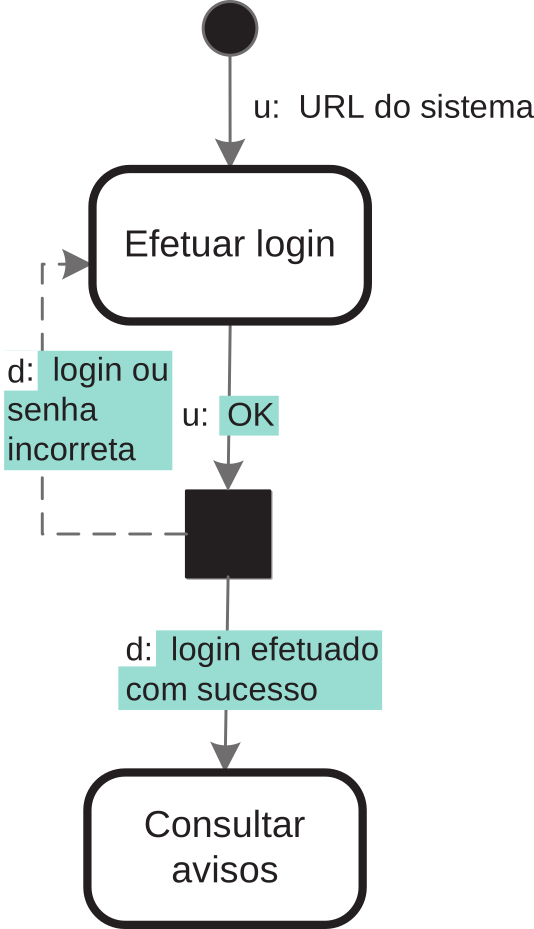 u: URL do sistema
Efetuar login
d: login ou
senha
incorreta
u: OK
d: login efetuado
com sucesso
Consultar
avisos